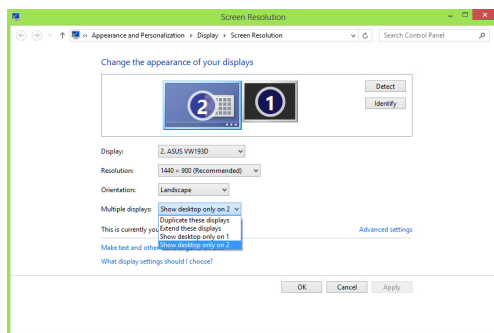 Screen Resolution
« Appearance and Personalization ▸ Display ▸ Screen Resolution
Search Control Panel
Change the appearance of your displays
2
1
Detect
Identify
Display: 2. ASUS VW193D
Resolution: 1440 × 900 (Recommended)
Orientation: Landscape
Multiple displays: Show desktop only on 2
Duplicate these displays
This is currently you Extend these displays
Advanced settings
Show desktop only on 1
Make text and othe Show desktop only on 2
What display settings should I choose?
OK Cancel Apply